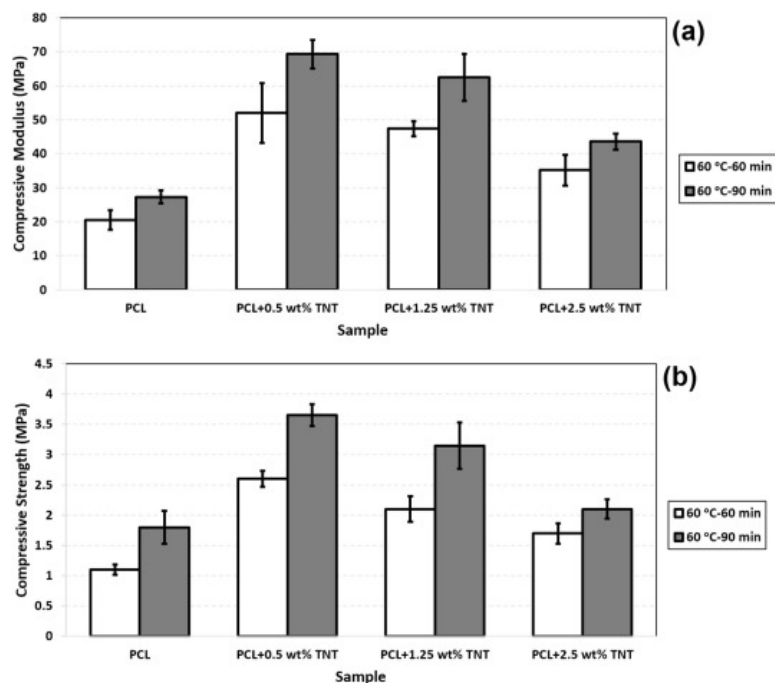 (a)
Compressive Modulus (MPa)
80
70
60
50
40
30
20
10
0
PCL PCL+0.5 wt% TNT PCL+1.25 wt% TNT PCL+2.5 wt% TNT
Sample
60 °C-60 min
60 °C-90 min
(b)
Compressive Strength (MPa)
4.5
4
3.5
3
2.5
2
1.5
1
0.5
0
PCL PCL+0.5 wt% TNT PCL+1.25 wt% TNT PCL+2.5 wt% TNT
Sample
60 °C-60 min
60 °C-90 min